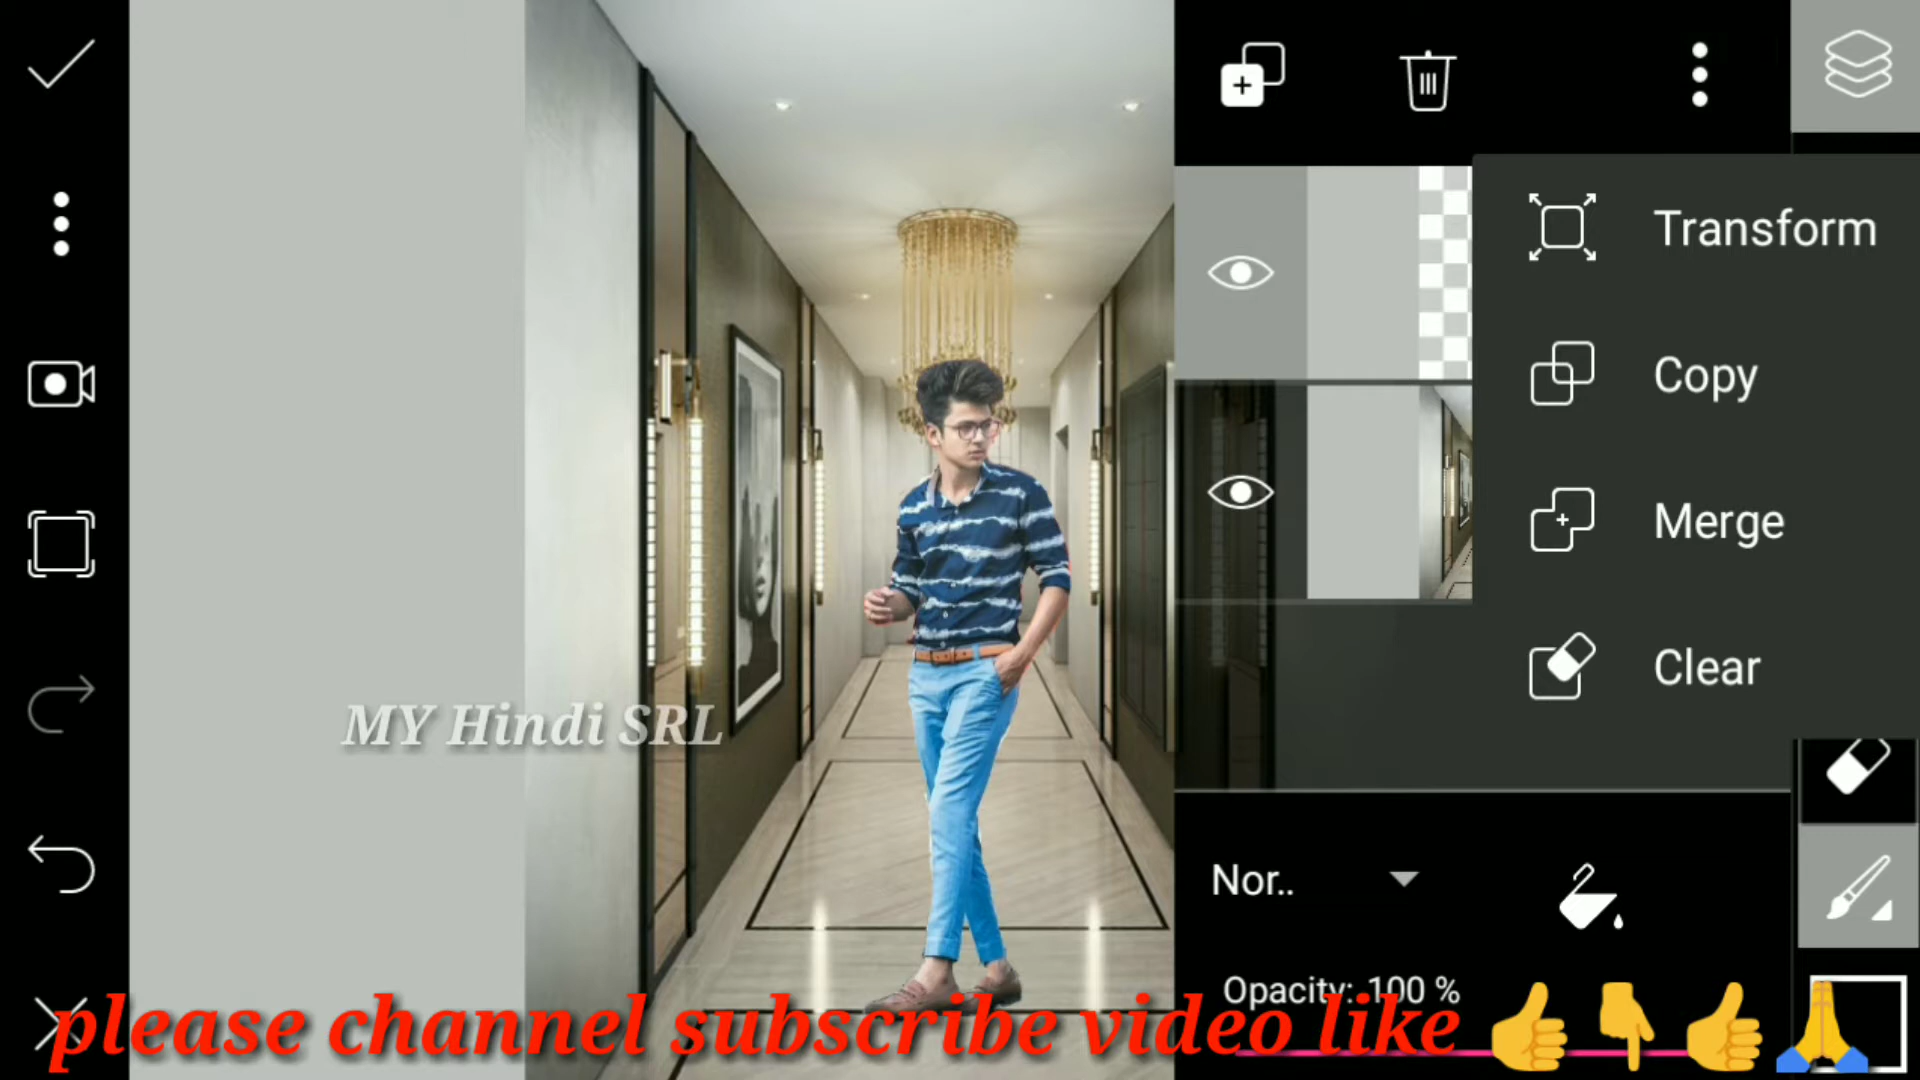 Transform
Copy
Merge
MY Hindi SRL
Clear
Nor..
Opacity: 100 %
please channel subscribe video like 👍👇👍🙏